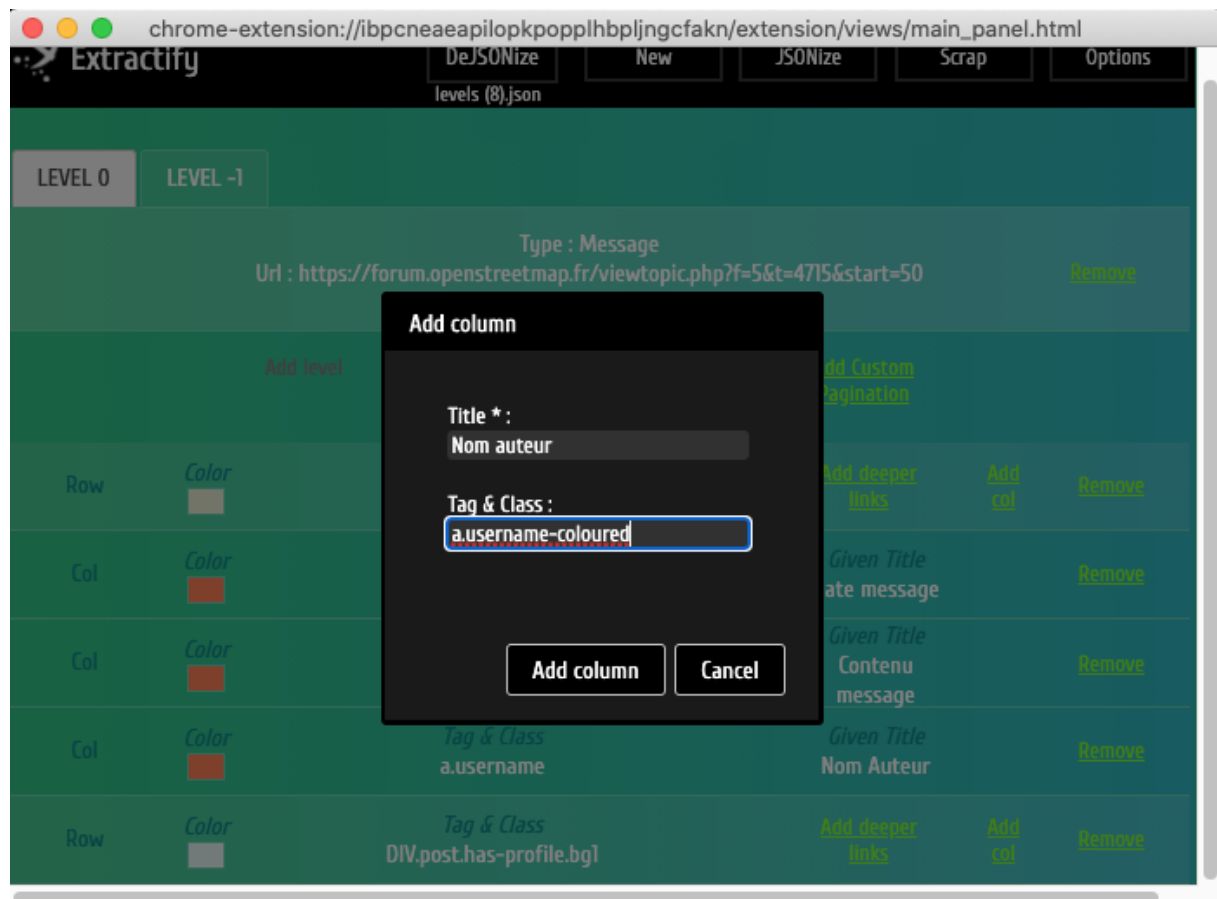 chrome-extension://ibpcneaeapilopkpopplhbpljngcfakn/extension/views/main_panel.html
Extractify
DeJSONize
New
JSONize
Scrap
Options
levels (8).json
LEVEL 0
LEVEL -1
Type : Message
Url : https://forum.openstreetmap.fr/viewtopic.php?f=5&t=4715&start=50
Remove
Add column
Add level
dd Custom
Pagination
Title * :
Nom auteur
Row
Color
Add deeper
links
Add
col
Remove
Tag & Class :
a.username-coloured
Col
Color
Given Title
ate message
Remove
Col
Color
Given Title
Contenu
message
Remove
Add column
Cancel
Col
Color
Tag & Class
a.username
Given Title
Nom Auteur
Remove
Row
Color
Tag & Class
DIV.post.has-profile.bg1
Add deeper
links
Add
col
Remove